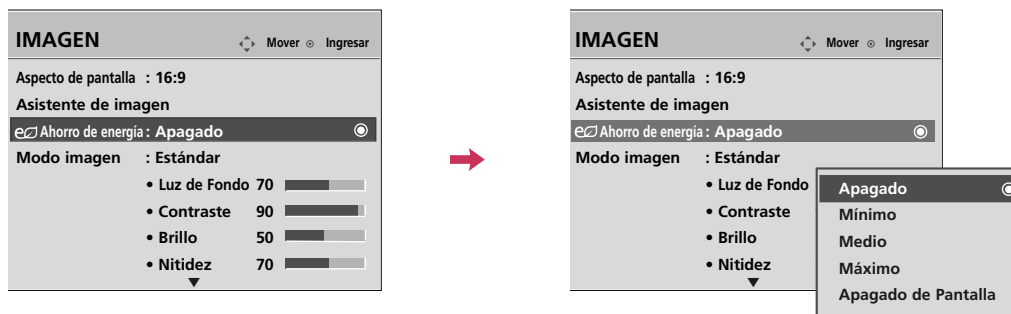 IMAGEN Mover Ingresar
Aspecto de pantalla : 16:9
Asistente de imagen
Ahorro de energía : Apagado
Modo imagen : Estándar
• Luz de Fondo 70
• Contraste 90
• Brillo 50
• Nitidez 70
IMAGEN Mover Ingresar
Aspecto de pantalla : 16:9
Asistente de imagen
Ahorro de energía : Apagado
Modo imagen : Estándar
• Luz de Fondo
• Contraste
• Brillo
• Nitidez
Apagado
Mínimo
Medio
Máximo
Apagado de Pantalla